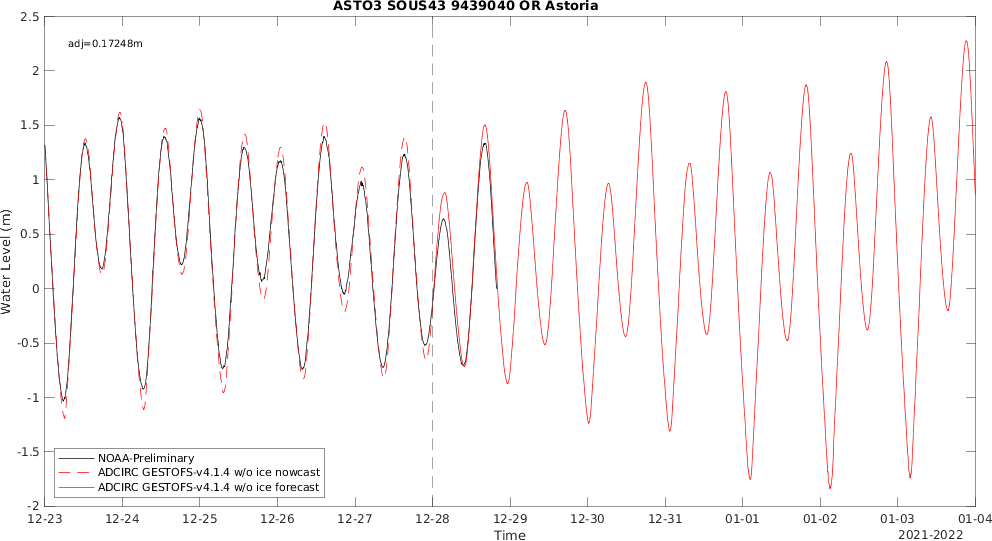 ASTO3 SOUS43 9439040 OR Astoria
adj=0.17248m
2.5
2
1.5
1
0.5
0
-0.5
-1
-1.5
-2
Water Level (m)
NOAA-Preliminary
ADCIRC GESTOFS-v4.1.4 w/o ice nowcast
ADCIRC GESTOFS-v4.1.4 w/o ice forecast
12-23 12-24 12-25 12-26 12-27 12-28 12-29 12-30 12-31 01-01 01-02 01-03 01-04
Time
2021-2022